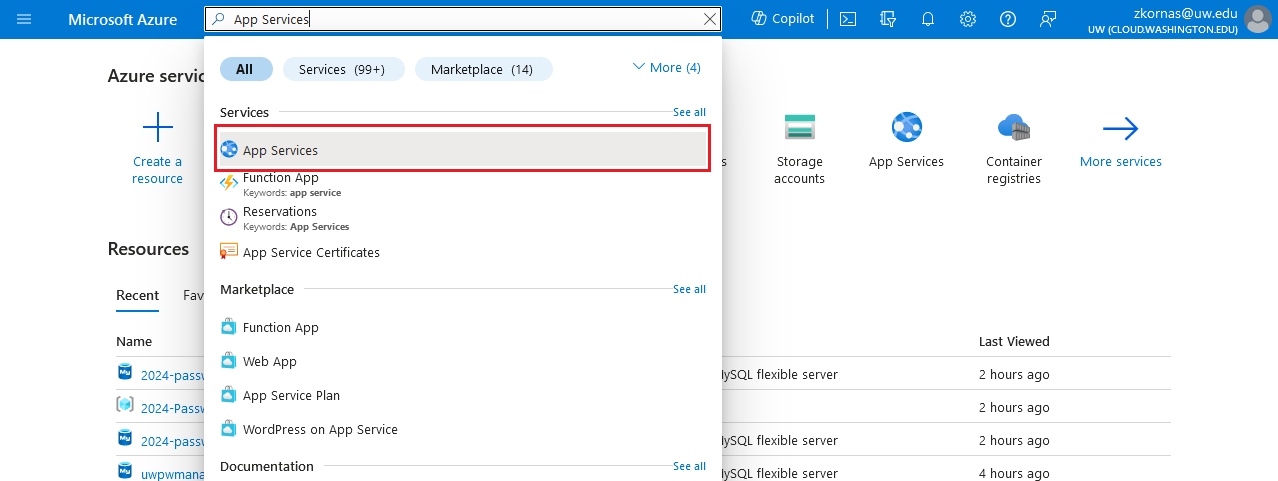 Microsoft Azure
App Services
Copilot
zkornas@uw.edu
UW (CLOUD.WASHINGTON.EDU)
Azure servic
All
Services (99+)
Marketplace (14)
More (4)
Services
See all
App Services
Function App
Keywords: app service
Reservations
Keywords: App Services
App Service Certificates
Marketplace
See all
Function App
Web App
App Service Plan
WordPress on App Service
Documentation
See all
Create a
resource
s
Storage
accounts
App Services
Container
registries
More services
Resources
Recent
Fav
Name
Last Viewed
2024-passw
MySQL flexible server
2 hours ago
2024-Passw
2 hours ago
2024-passw
MySQL flexible server
2 hours ago
uwpwmana
MySQL flexible server
4 hours ago